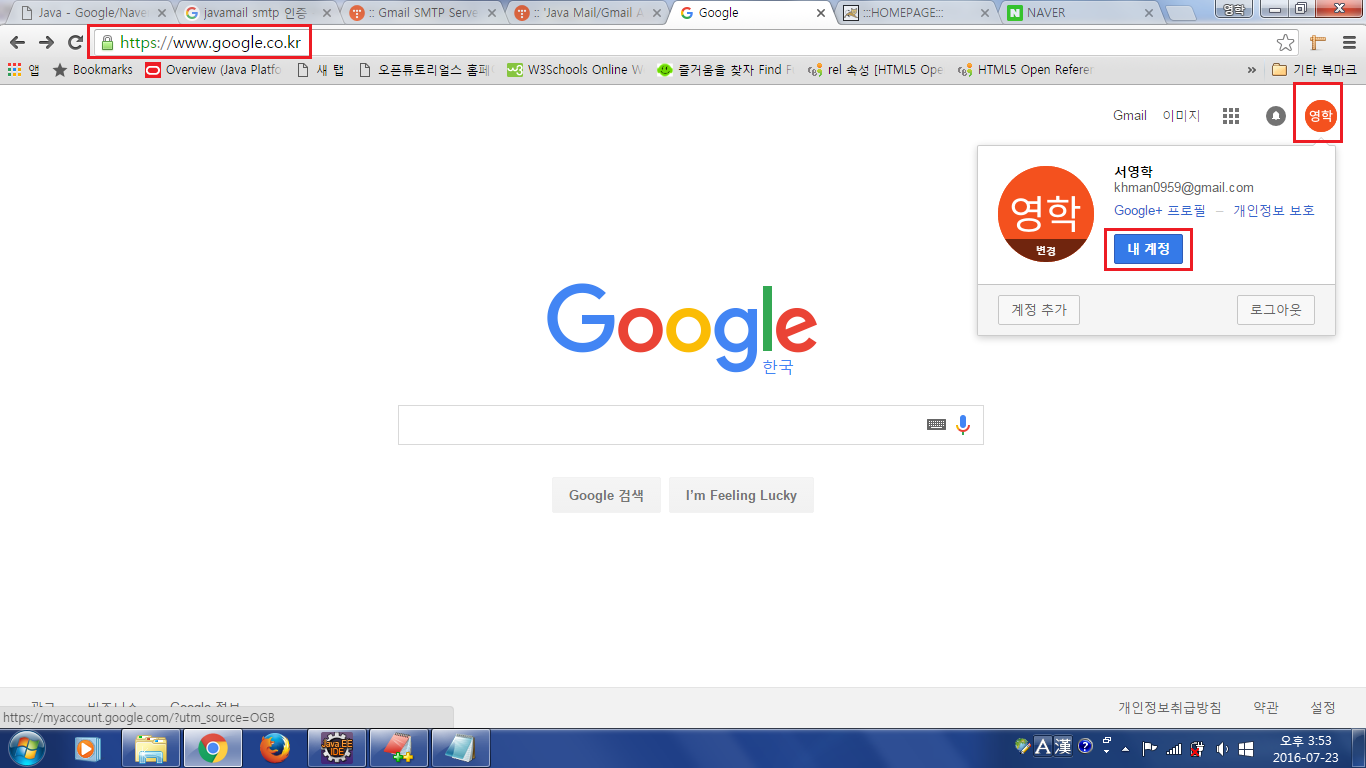 Java - Google/Nave
javamail smtp 인증
:: Gmail SMTP Serve
:: 'Java Mail/Gmail A
Google
:::HOMEPAGE:::
NAVER
영학
https://www.google.co.kr
앱
Bookmarks
Overview (Java Platfo
새 탭
오픈튜토리얼스 홈페
W3Schools Online W
즐거움을 찾자 Find F
rel 속성 [HTML5 Ope
HTML5 Open Referen
»
기타 북마크
Gmail
이미지
영학
서영학
khman0959@gmail.com
영학
Google+ 프로필 – 개인정보 보호
변경
내 계정
계정 추가
로그아웃
Google
한국
Google 검색
I'm Feeling Lucky
광고
비즈니스
Google 정보
개인정보취급방침
약관
설정
https://myaccount.google.com/?utm_source=OGB
Java EE
IDE
A
漢
오후 3:53
2016-07-23